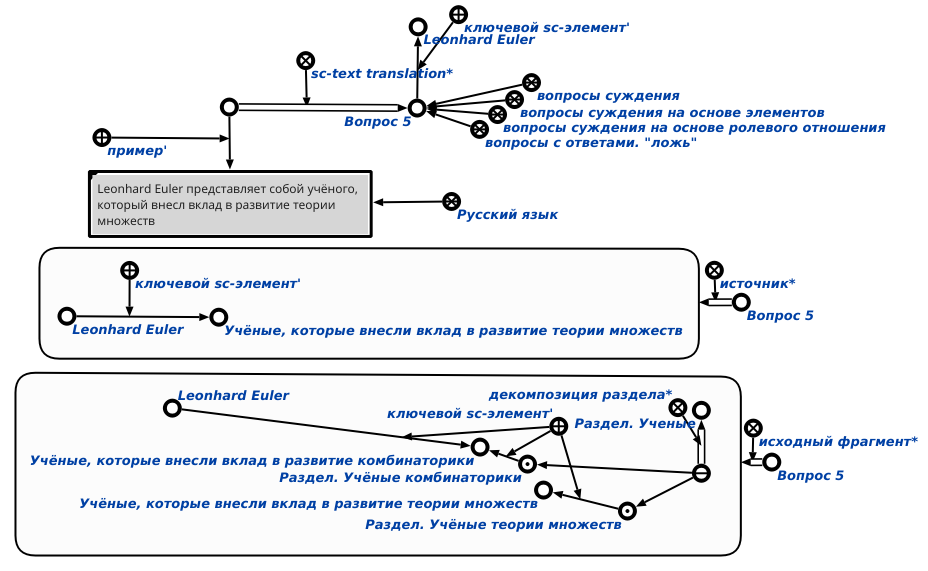 ключевой sc-элемент'
Leonhard Euler
sc-text translation*
вопросы суждения
вопросы суждения на основе элементов
Вопрос 5
вопросы суждения на основе ролевого отношения
вопросы с ответами. "ложь"
пример'
Leonhard Euler представляет собой учёного,
который внесл вклад в развитие теории
множеств
Русский язык
ключевой sc-элемент'
источник*
Вопрос 5
Leonhard Euler
Учёные, которые внесли вклад в развитие теории множеств
Leonhard Euler
декомпозиция раздела*
ключевой sc-элемент'
Раздел. Ученые
исходный фрагмент*
Учёные, которые внесли вклад в развитие комбинаторики
Раздел. Учёные комбинаторики
Вопрос 5
Учёные, которые внесли вклад в развитие теории множеств
Раздел. Учёные теории множеств